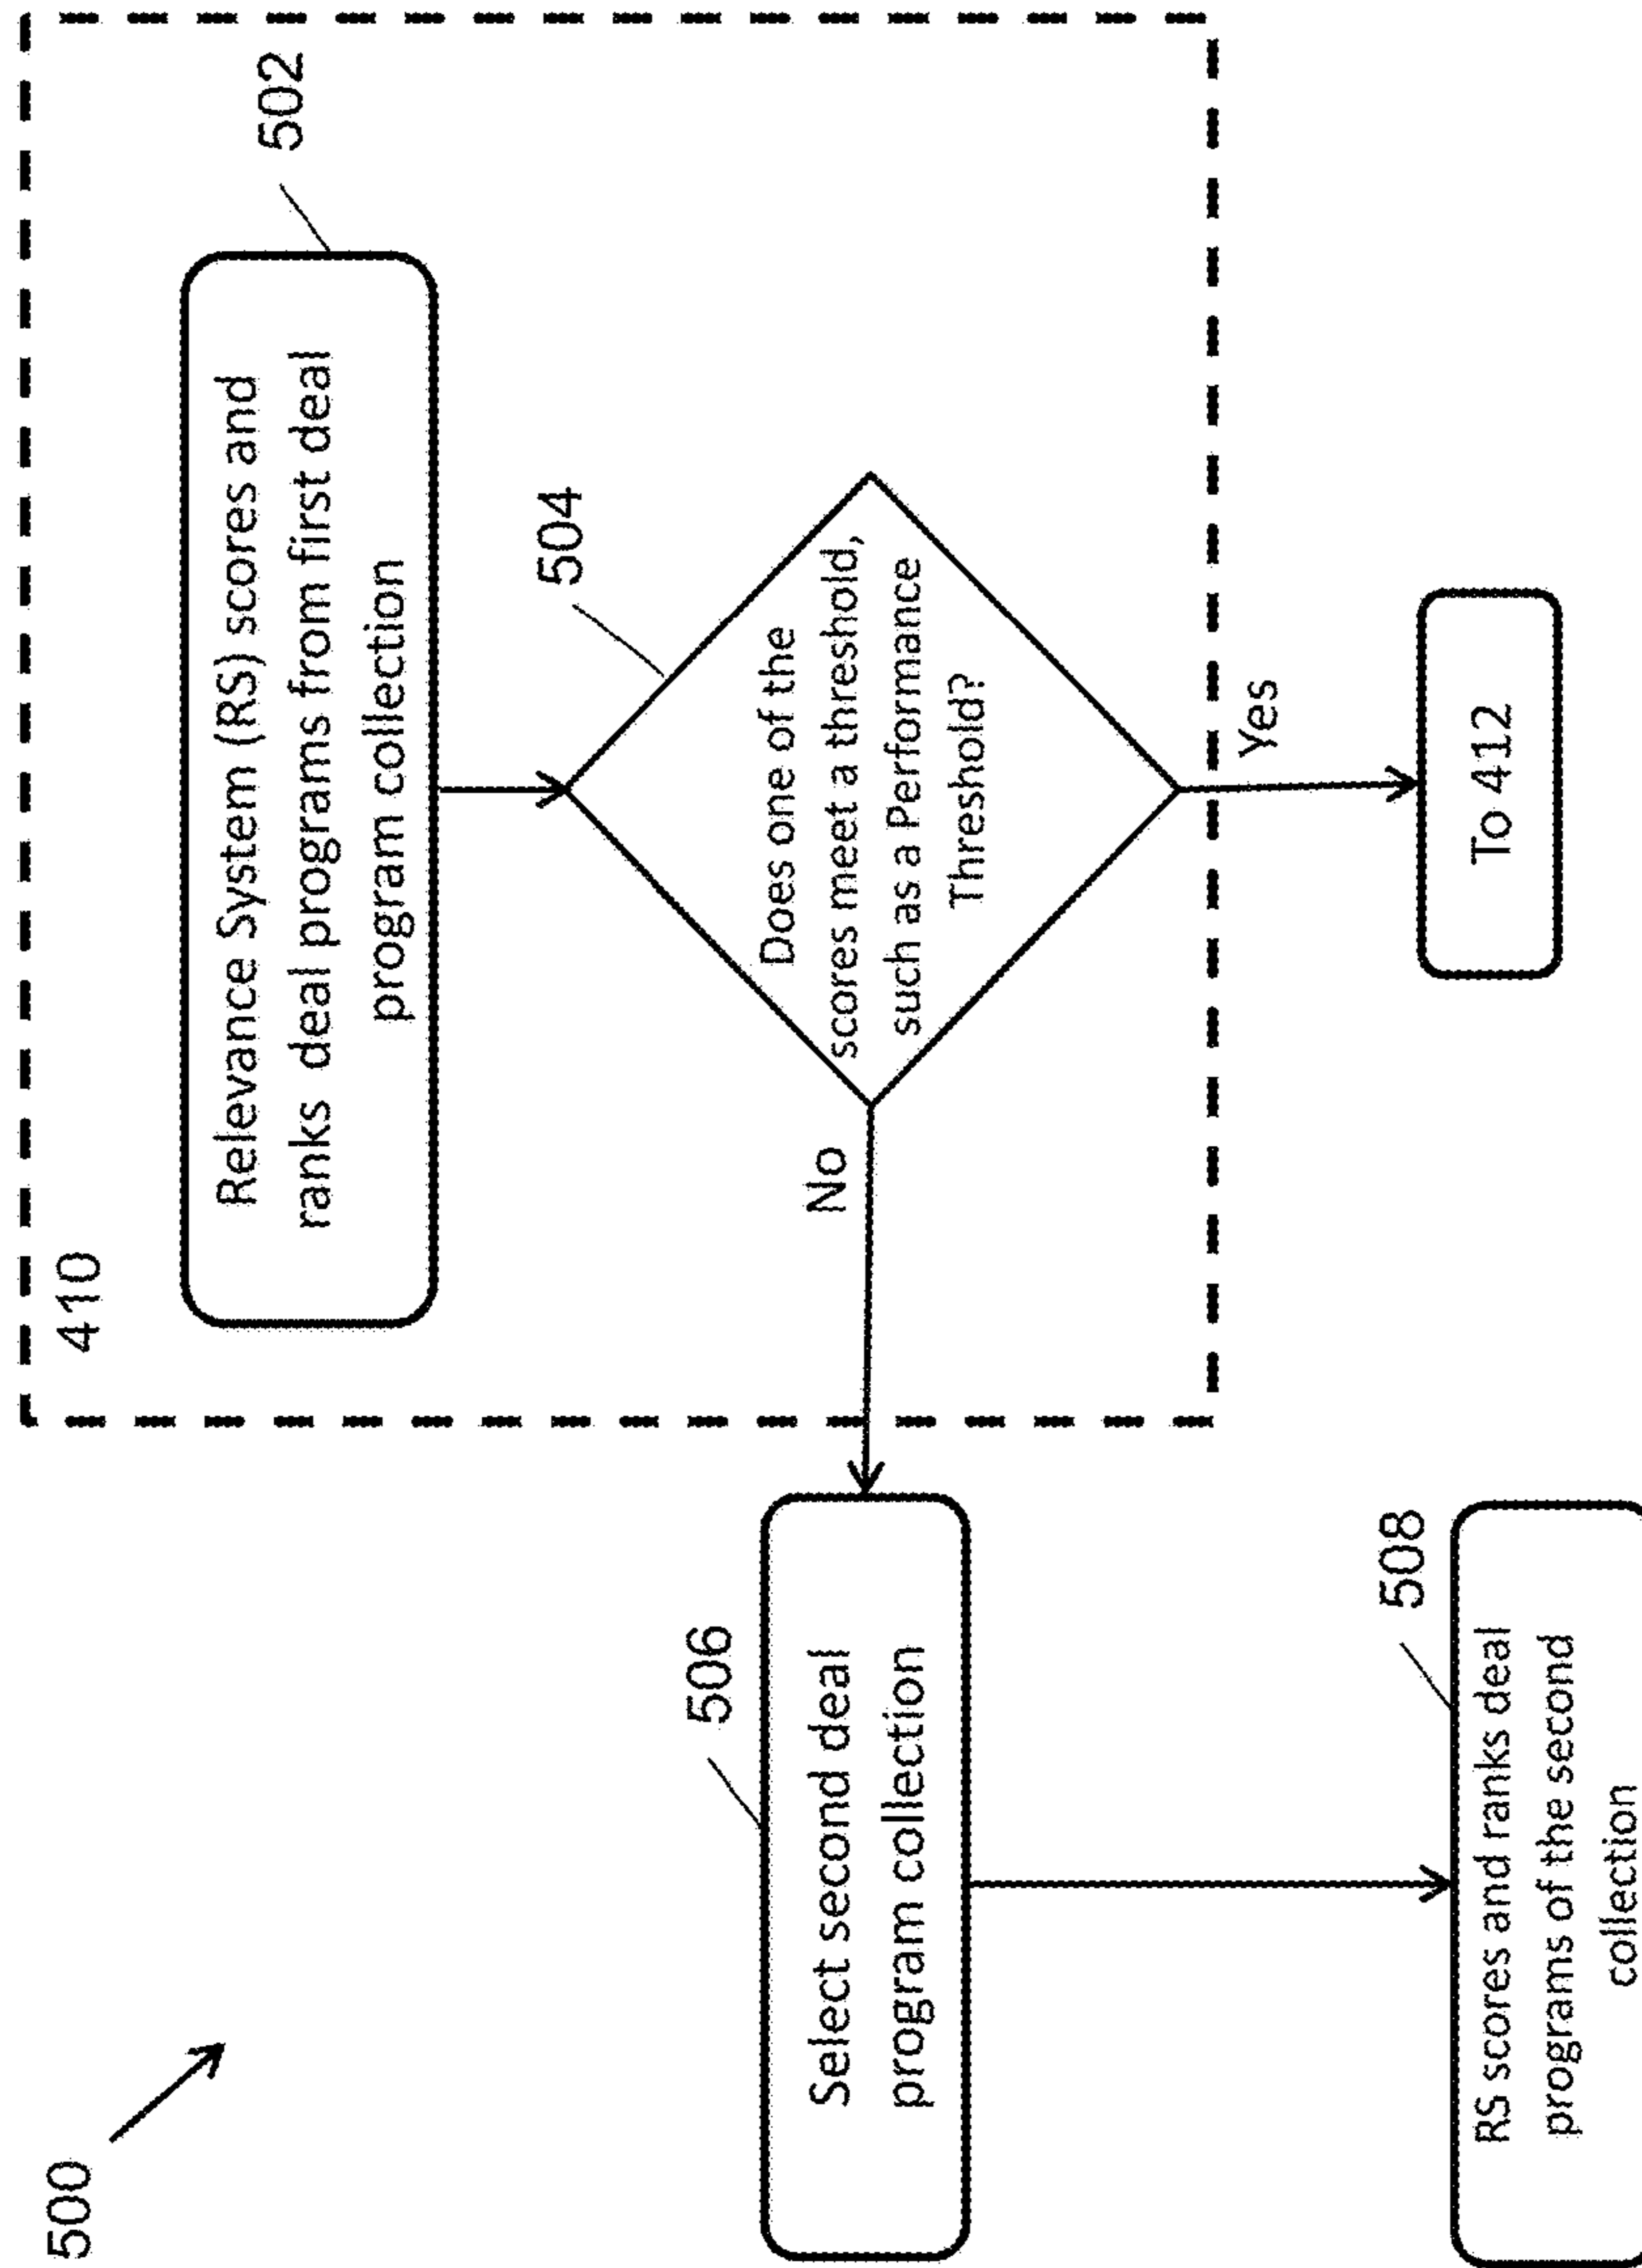 500
410
502
Relevance System (RS) scores and
ranks deal programs from first deal
program collection
504
Does one of the
scores meet a threshold,
such as a Performance
Threshold?
No
Yes
506
Select second deal
program collection
508
RS scores and ranks deal
programs of the second
collection
To 412